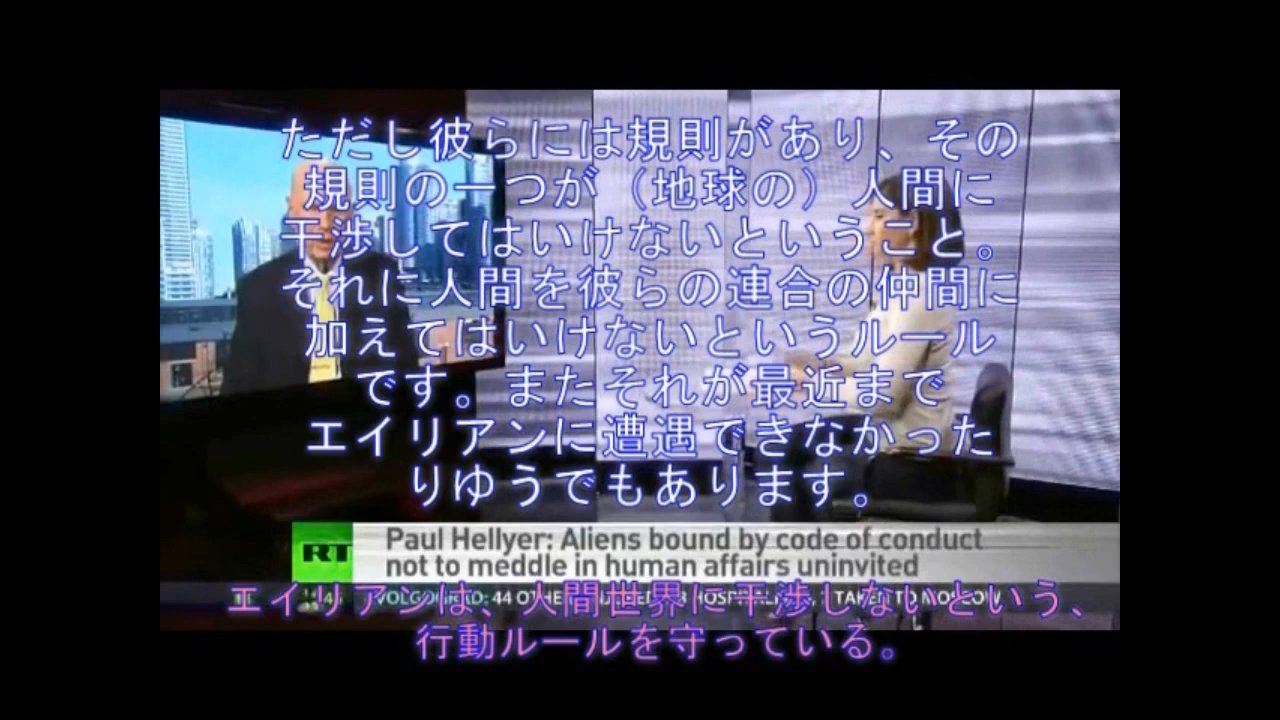 ただし彼らには規則があり、その
規則の一つが（地球の）人間に
干渉してはいけないということ。
それに人間を彼らの連合の仲間に
加えてはいけないというルール
です。またそれが最近まで
エイリアンに遭遇できなかった
りゆうでもあります。
RT
Paul Hellyer: Aliens bound by code of conduct
not to meddle in human affairs uninvited
VOLGOGRAD: 44 OTHE TAKEN TO MOSCOW
エイリアンは、人間世界に干渉しないという、
行動ルールを守っている。